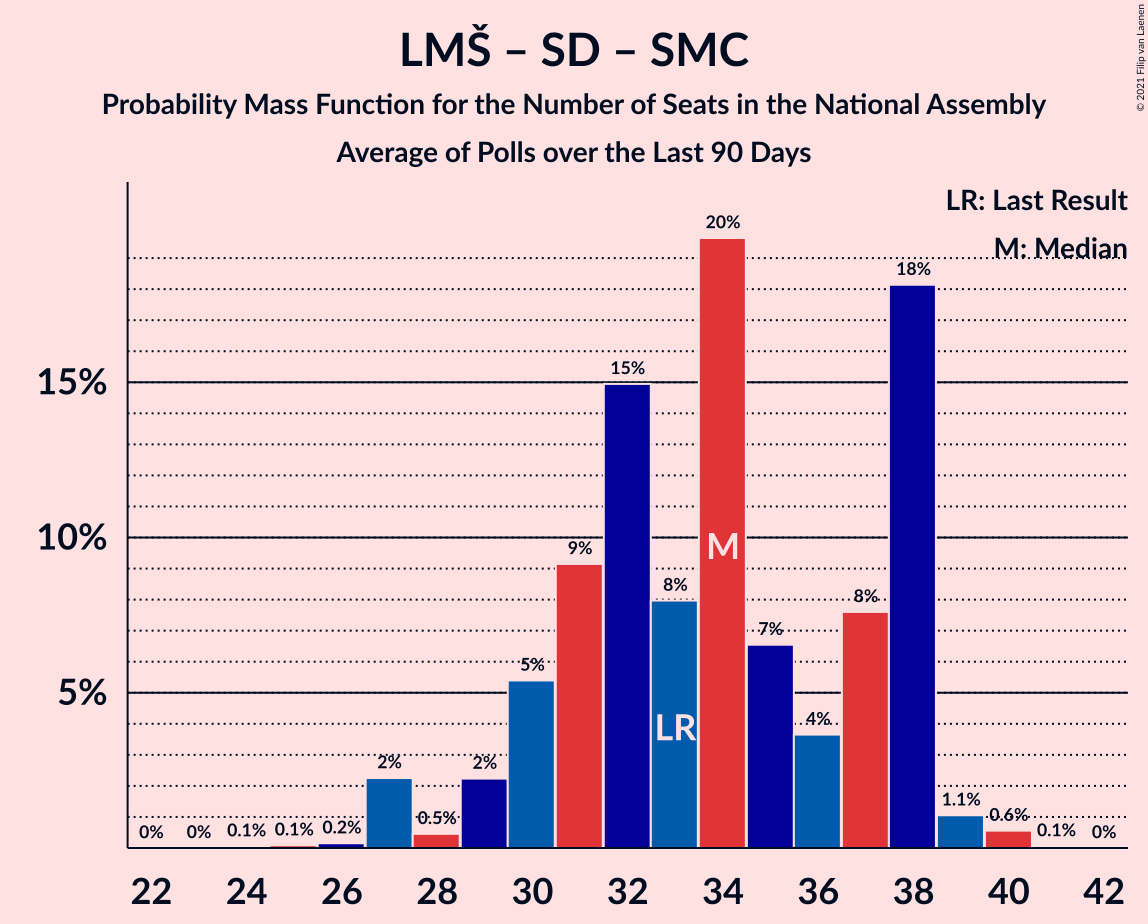 LMŠ – SD – SMC
Probability Mass Function for the Number of Seats in the National Assembly
Average of Polls over the Last 90 Days
© 2021 Filip van Laenen
LR: Last Result
M: Median
15%
10%
5%
0%
0%
0.1%
0.1%
0.2%
2%
0.5%
2%
5%
9%
15%
8%
20%
7%
4%
8%
18%
1.1%
0.6%
0.1%
0%
LR
M
22 24 26 28 30 32 34 36 38 40 42